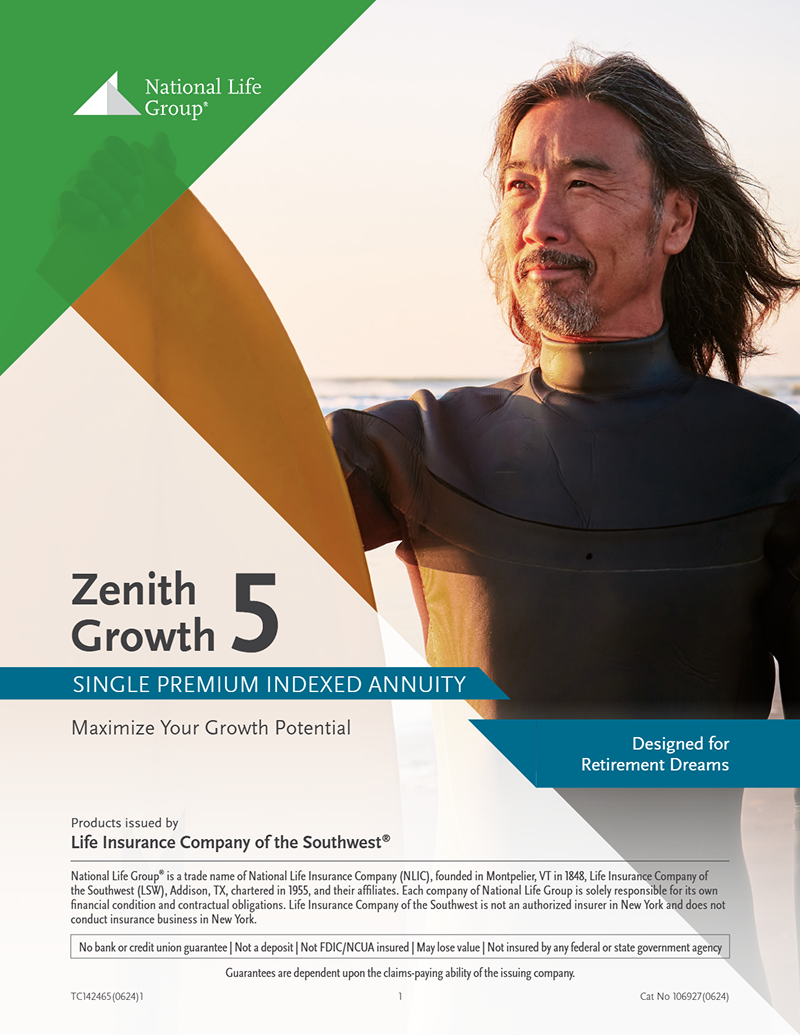 National Life
Group®
Zenith
Growth 5
SINGLE PREMIUM INDEXED ANNUITY
Maximize Your Growth Potential
Designed for
Retirement Dreams
Products issued by
Life Insurance Company of the Southwest®
National Life Group® is a trade name of National Life Insurance Company (NLIC), founded in Montpelier, VT in 1848, Life Insurance Company of
the Southwest (LSW), Addison, TX, chartered in 1955, and their affiliates. Each company of National Life Group is solely responsible for its own
financial condition and contractual obligations. Life Insurance Company of the Southwest is not an authorized insurer in New York and does not
conduct insurance business in New York.
No bank or credit union guarantee | Not a deposit | Not FDIC/NCUA insured | May lose value | Not insured by any federal or state government agency
Guarantees are dependent upon the claims-paying ability of the issuing company.
TC142465(0624)1 1 Cat No 106927(0624)